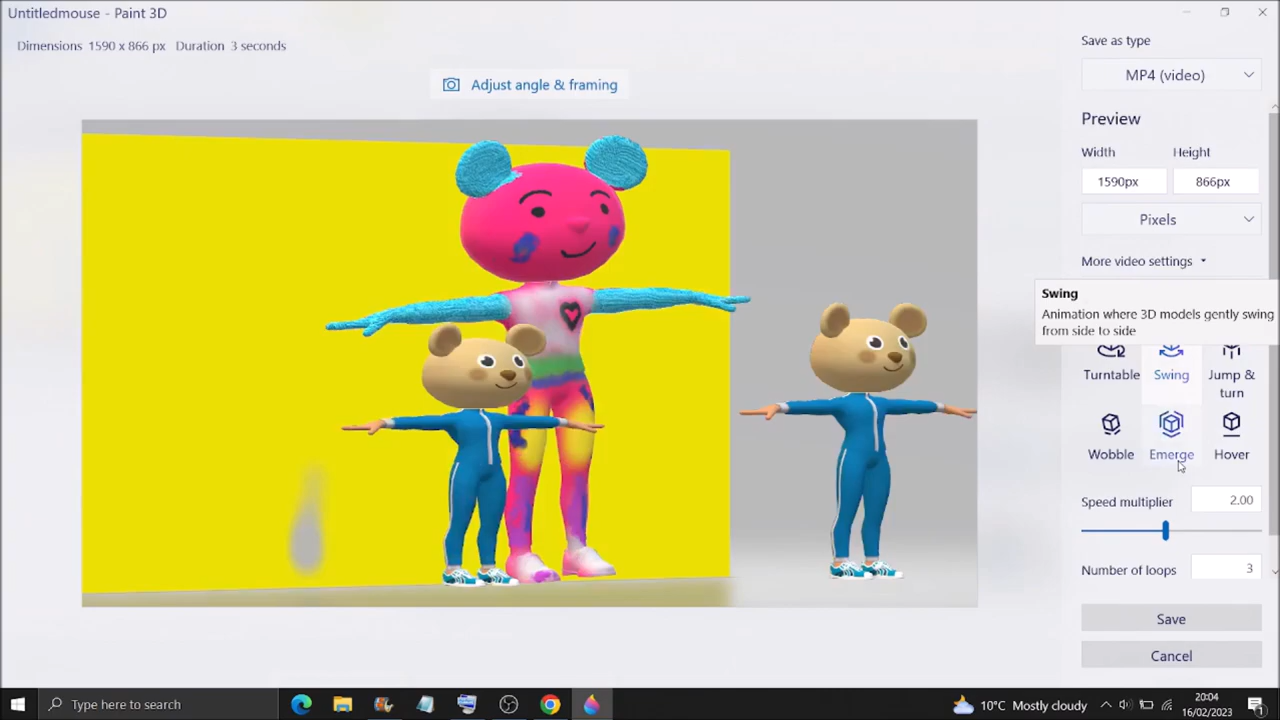 Untitledmouse - Paint 3D
Dimensions 1590 x 866 px Duration 3 seconds
Adjust angle & framing
Save as type
MP4 (video)
Preview
Width Height
1590px 866px
Pixels
More video settings
Swing
Animation where 3D models gently swing
from side to side
Turntable Swing Jump &
turn
Wobble Emerge Hover
Speed multiplier 2.00
Number of loops 3
Save
Cancel
Type here to search
10°C Mostly cloudy
20:04
16/02/2023
1